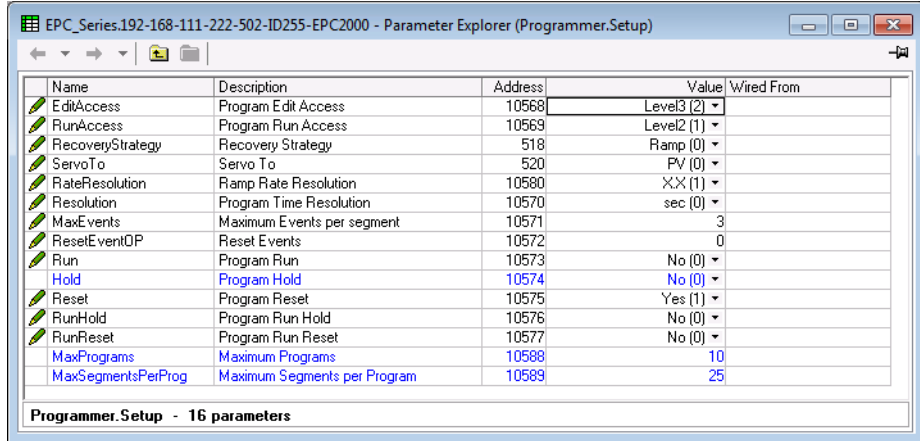 EPC_Series.192-168-111-222-502-ID255-EPC2000 - Parameter Explorer (Programmer.Setup)
Name Description Address Value Wired From
EditAccess Program Edit Access 10568 Level3 (2)
RunAccess Program Run Access 10569 Level2 (1)
RecoveryStrategy Recovery Strategy 518 Ramp (0)
ServoTo Servo To 520 PV (0)
RateResolution Ramp Rate Resolution 10580 X.X (1)
Resolution Program Time Resolution 10570 sec (0)
MaxEvents Maximum Events per segment 10571 3
ResetEventOP Reset Events 10572 0
Run Program Run 10573 No (0)
Hold Program Hold 10574 No (0)
Reset Program Reset 10575 Yes (1)
RunHold Program Run Hold 10576 No (0)
RunReset Program Run Reset 10577 No (0)
MaxPrograms Maximum Programs 10588 10
MaxSegmentsPerProg Maximum Segments per Program 10589 25
Programmer.Setup - 16 parameters